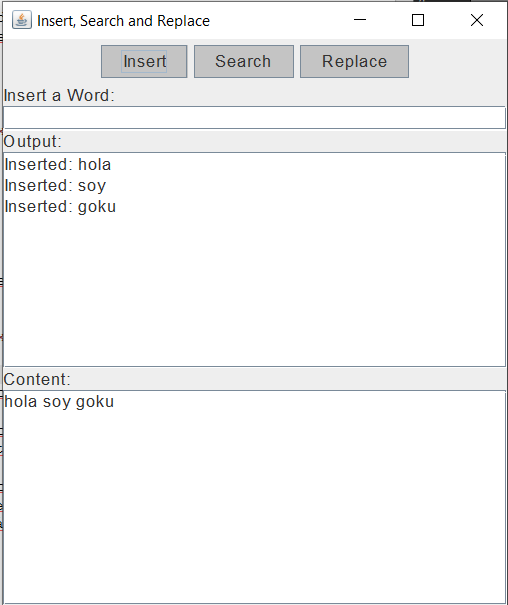 Insert, Search and Replace
Insert Search Replace
Insert a Word:
Output:
Inserted: hola
Inserted: soy
Inserted: goku
Content:
hola soy goku